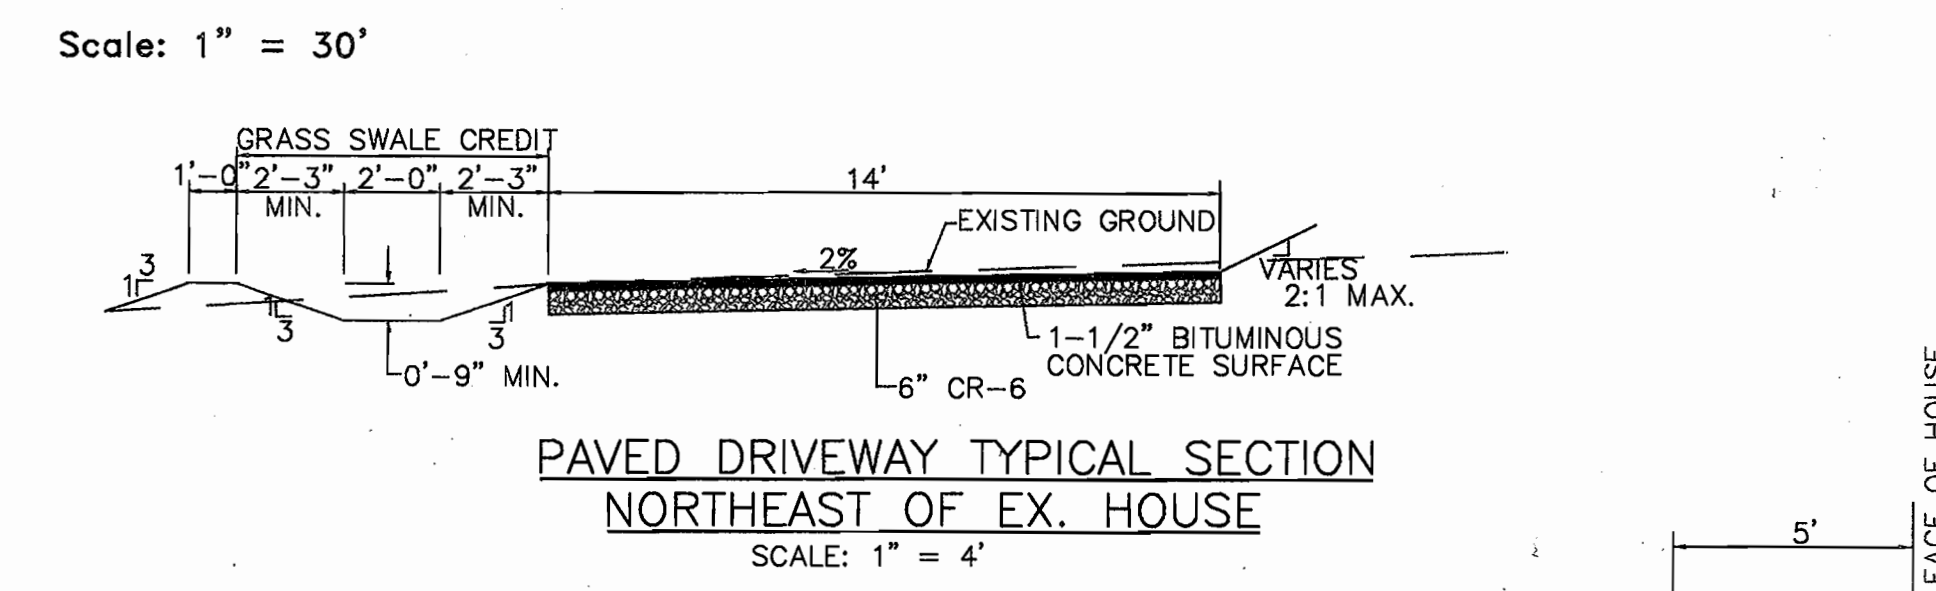 Scale: 1" = 30'
GRASS SWALE CREDIT
1'-0" 2'-3" 2'-0" 2'-3" 14'
MIN. MIN.
EXISTING GROUND
2%
3
1
VARIES
2:1 MAX.
1
3
1
3
0'-9" MIN.
1-1/2" BITUMINOUS
CONCRETE SURFACE
6" CR-6
PAVED DRIVEWAY TYPICAL SECTION
NORTHEAST OF EX. HOUSE
SCALE: 1" = 4'
5'
FACE OF HOUSE